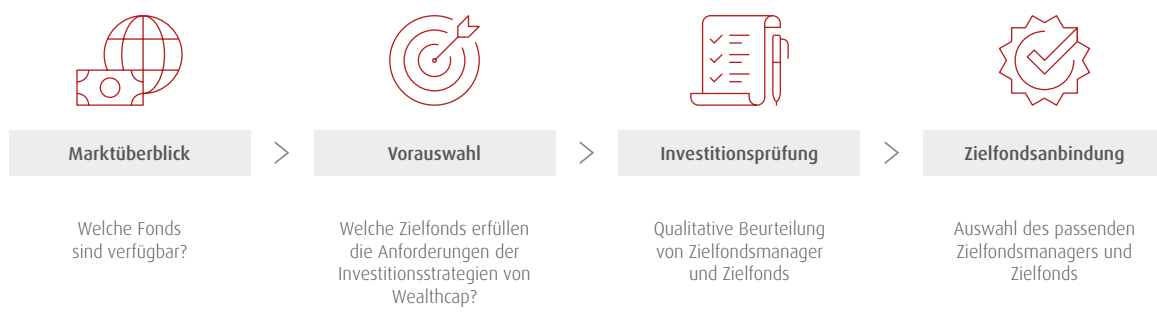 Marktüberblick
>
Vorauswahl
>
Investitionsprüfung
>
Zielfondsanbindung
Welche Fonds
sind verfügbar?
Welche Zielfonds erfüllen
die Anforderungen der
Investitionsstrategien von
Wealthcap?
Qualitative Beurteilung
von Zielfondsmanager
und Zielfonds
Auswahl des passenden
Zielfondsmanagers und
Zielfonds